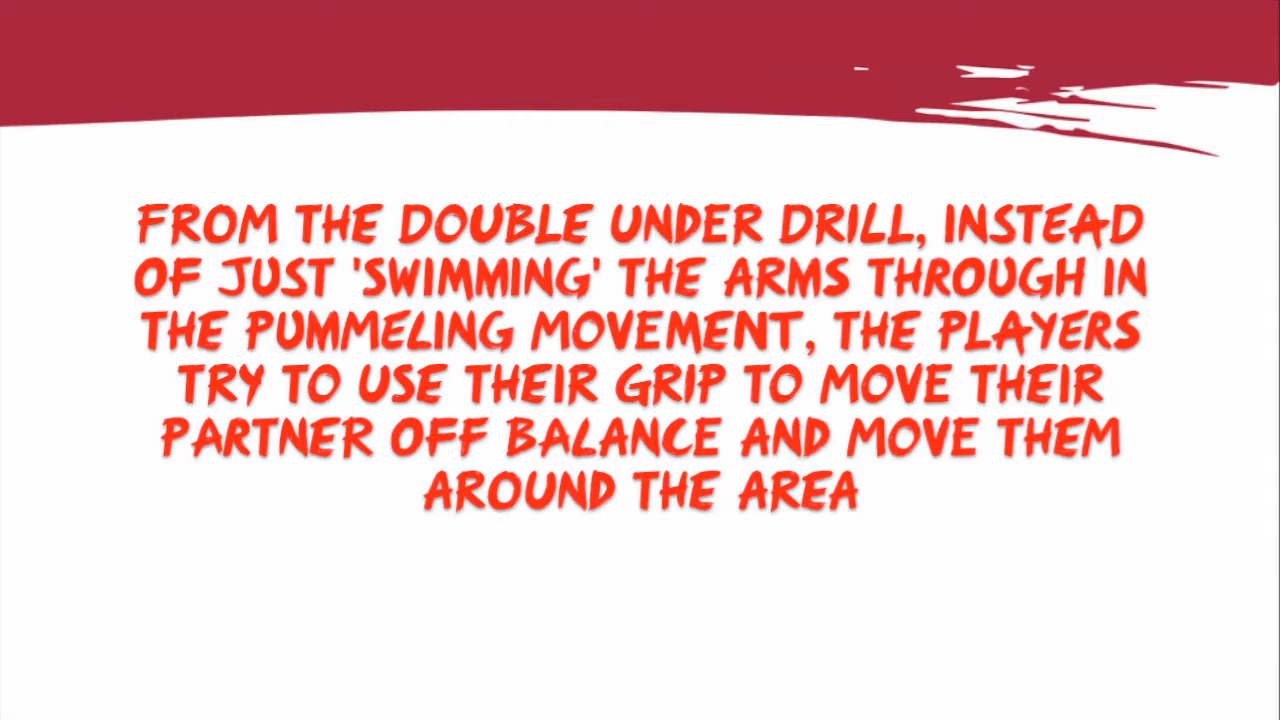 FROM THE DOUBLE UNDER DRILL, INSTEAD
OF JUST 'SWIMMING' THE ARMS THROUGH IN
THE PUMMELING MOVEMENT, THE PLAYERS
TRY TO USE THEIR GRIP TO MOVE THEIR
PARTNER OFF BALANCE AND MOVE THEM
AROUND THE AREA